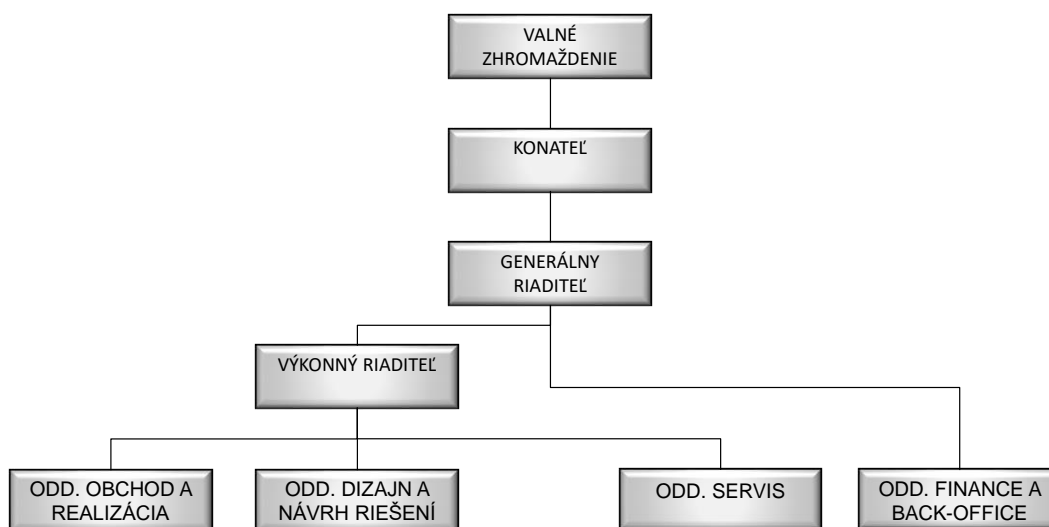 VALNÉ
ZHROMAŽDENIE
KONATEĽ
GENERÁLNY
RIADITEĽ
VÝKONNÝ RIADITEĽ
ODD. OBCHOD A
REALIZÁCIA
ODD. DIZAJN A
NÁVRH RIEŠENÍ
ODD. SERVIS
ODD. FINANCE A
BACK-OFFICE